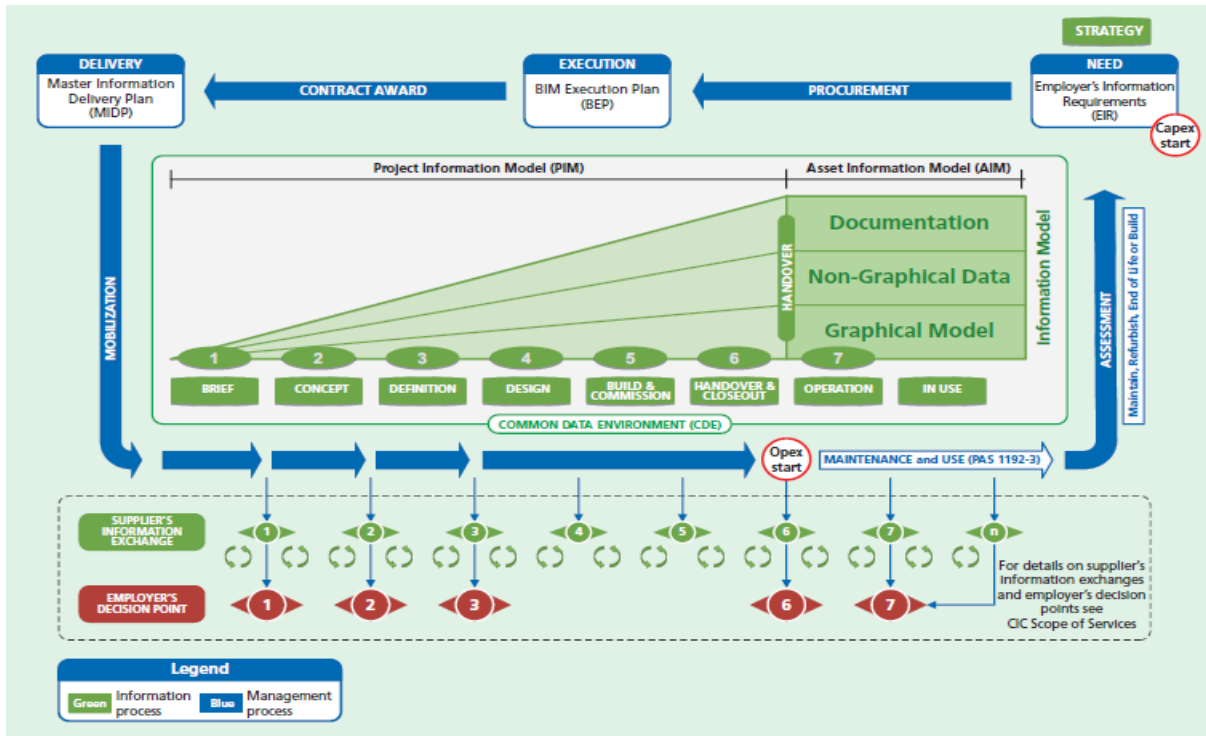 STRATEGY
DELIVERY
Master Information
Delivery Plan
(MIDP)
CONTRACT AWARD
EXECUTION
BIM Execution Plan
(BEP)
PROCUREMENT
NEED
Employer's Information
Requirements
(EIR)
Capex
start
Project Information Model (PIM)
Asset Information Model (AIM)
Documentation
Non-Graphical Data
Graphical Model
HANDOVER
Information Model
MOBILIZATION
ASSESSMENT
Maintain, Refurbish, End of Life or Build
1 2 3 4 5 6 7
BRIEF
CONCEPT
DEFINITION
DESIGN
BUILD &
COMMISSION
HANDOVER &
CLOSEOUT
OPERATION
IN USE
COMMON DATA ENVIRONMENT (CDE)
Opex
start
MAINTENANCE and USE (PAS 1192-3)
SUPPLIER'S
INFORMATION
EXCHANGE
1 2 3 4 5 6 7 n
EMPLOYER'S
DECISION POINT
1 2 3 6 7
For details on supplier's
information exchanges
and employer's decision
points see
CIC Scope of Services
Legend
Green Information
process
Blue Management
process